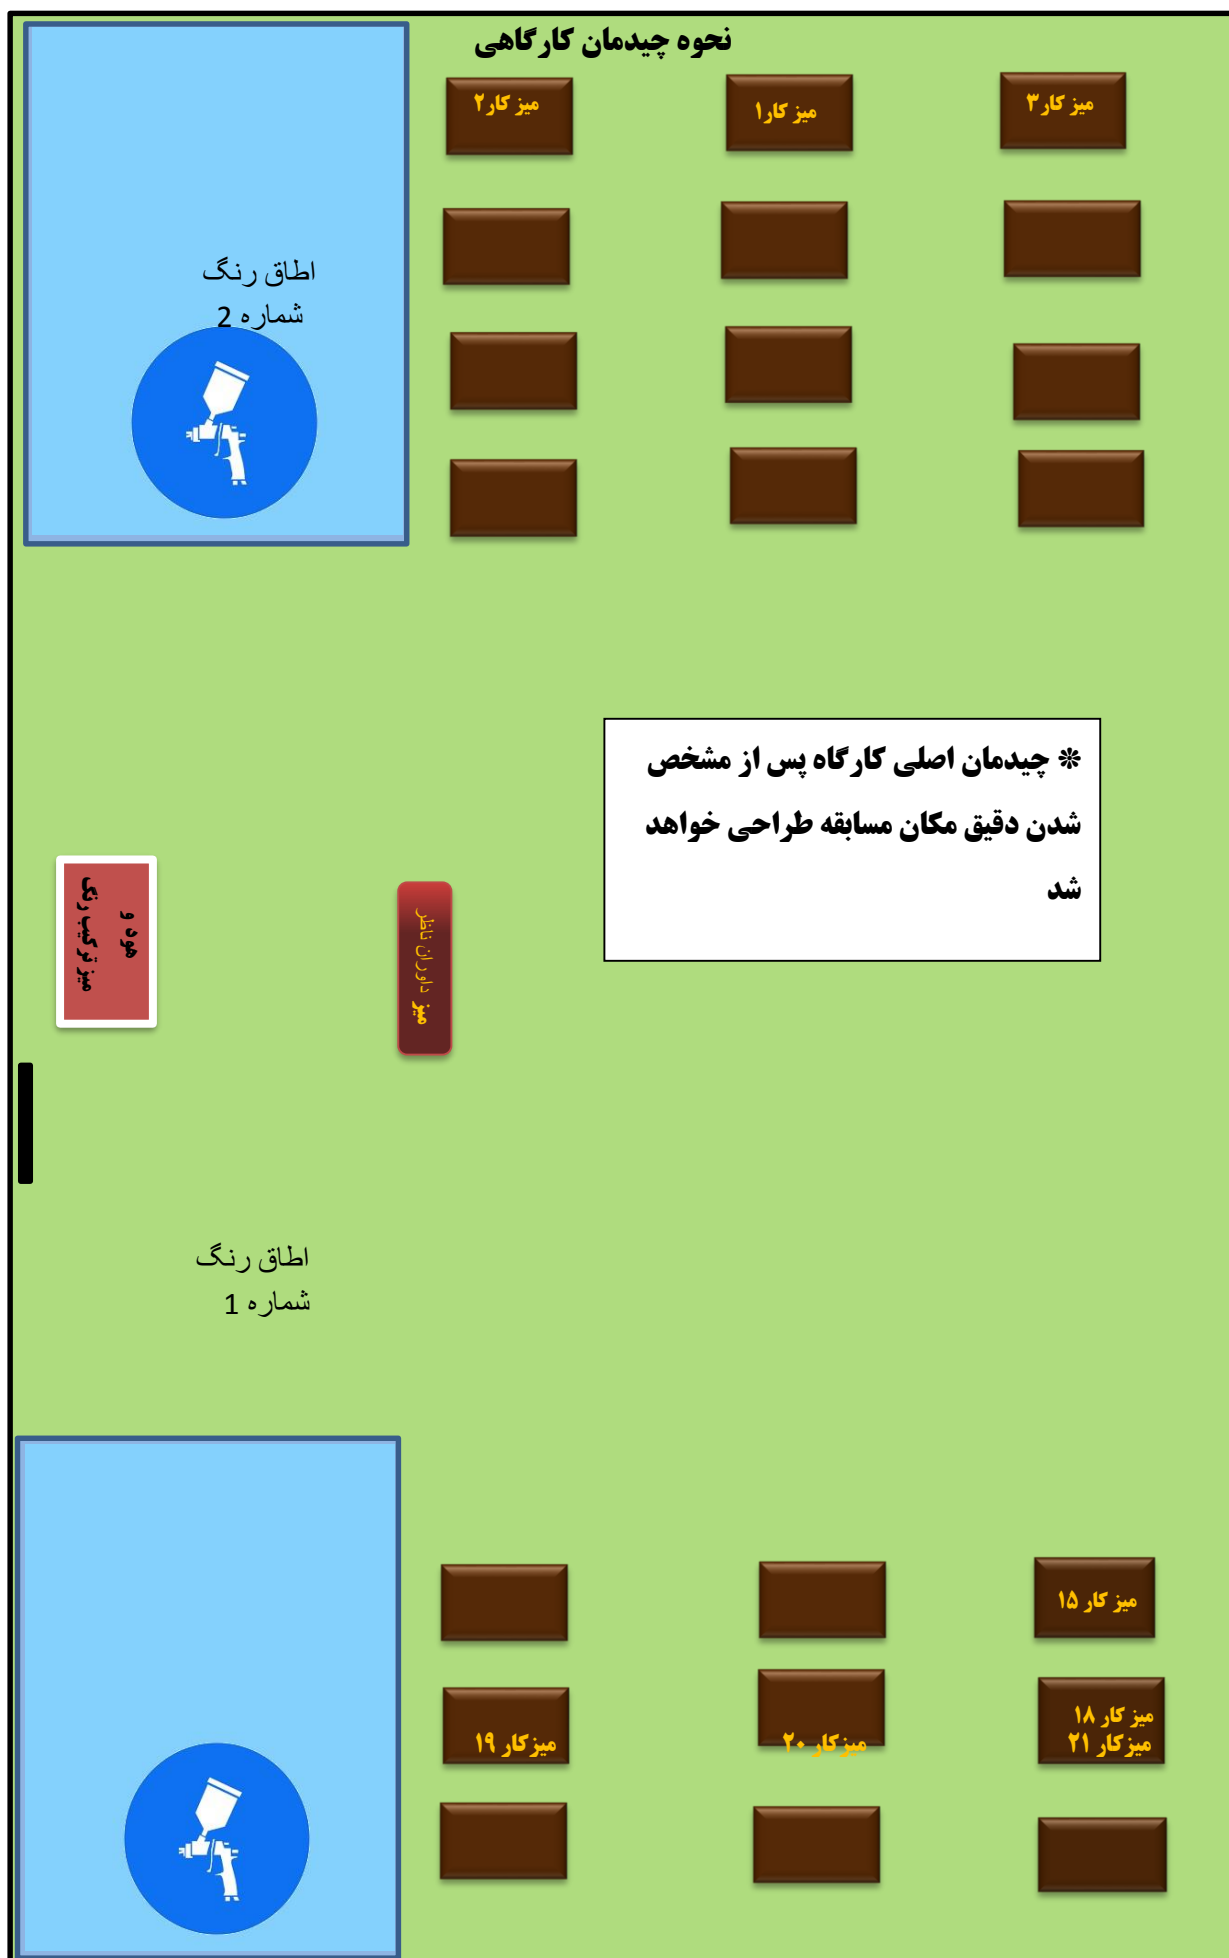 نحوه چیدمان کارگاهی
میز کار۳
میز کار۱
میز کار۲
اطاق رنگ
شماره 2
* چیدمان اصلی کارگاه پس از مشخص
شدن دقیق مکان مسابقه طراحی خواهد
شد
هود و
میز ترکیب رنگ
میز داوران ناظر
اطاق رنگ
شماره 1
میز کار ۱۵
میز کار ۱۸
میزکار ۲۱
میزکار ۲۰
میزکار ۱۹